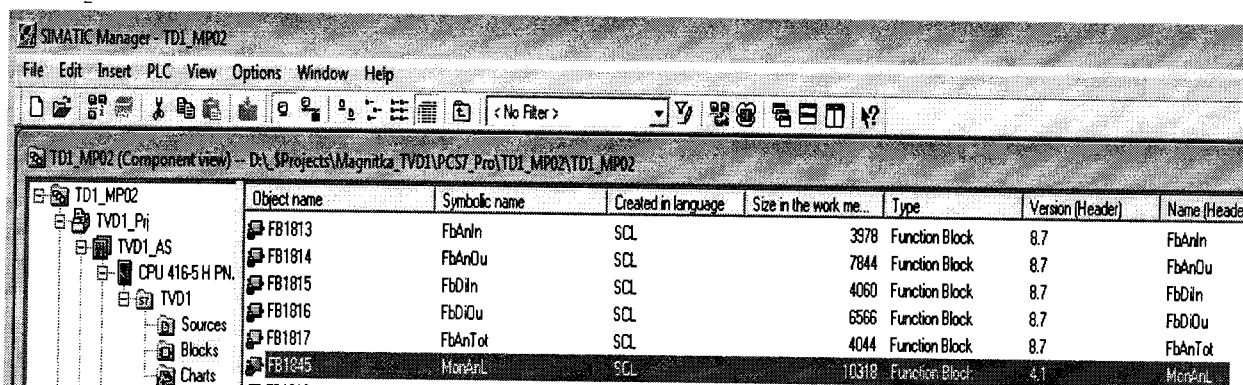 SIMATIC Manager - TD1_MP02
File Edit Insert PLC View Options Window Help
< No Filter >
TD1_MP02 (Component view) -- D:\_$Projects\Magnitka_TVD1\PCS7_Pro\TD1_MP02\TD1_MP02
TD1_MP02
TVD1_Prj
TVD1_AS
CPU 416-5 H PN.
TVD1
Sources
Blocks
Charts
Object name Symbolic name Created in language Size in the work me... Type Version (Header) Name (Heade
FB1813 FbAnIn SCL 3978 Function Block 8.7 FbAnIn
FB1814 FbAnOu SCL 7844 Function Block 8.7 FbAnOu
FB1815 FbDiIn SCL 4060 Function Block 8.7 FbDiIn
FB1816 FbDiOu SCL 6566 Function Block 8.7 FbDiOu
FB1817 FbAnTot SCL 4044 Function Block 8.7 FbAnTot
FB1845 MonAnL SCL 10318 Function Block 4.1 MonAnL